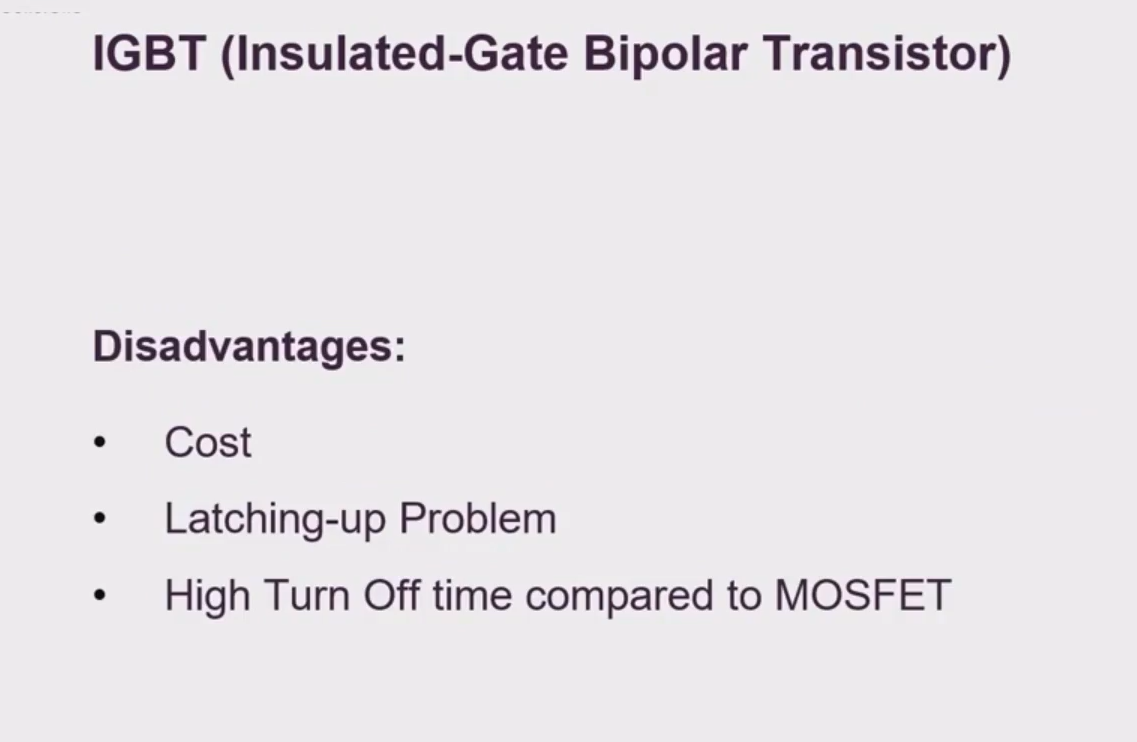 IGBT (Insulated-Gate Bipolar Transistor)
Disadvantages:
• Cost
• Latching-up Problem
• High Turn Off time compared to MOSFET